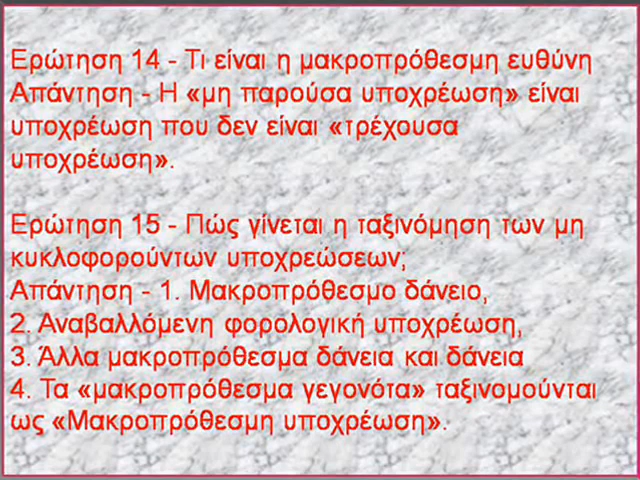 Ερώτηση 14 - Τι είναι η μακροπρόθεσμη ευθύνη
Απάντηση - Η «μη παρούσα υποχρέωση» είναι
υποχρέωση που δεν είναι «τρέχουσα
υποχρέωση».
Ερώτηση 15 - Πώς γίνεται η ταξινόμηση των μη
κυκλοφορούντων υποχρεώσεων;
Απάντηση - 1. Μακροπρόθεσμο δάνειο,
2. Αναβαλλόμενη φορολογική υποχρέωση,
3. Άλλα μακροπρόθεσμα δάνεια και δάνεια
4. Τα «μακροπρόθεσμα γεγονότα» ταξινομούνται
ως «Μακροπρόθεσμη υποχρέωση».